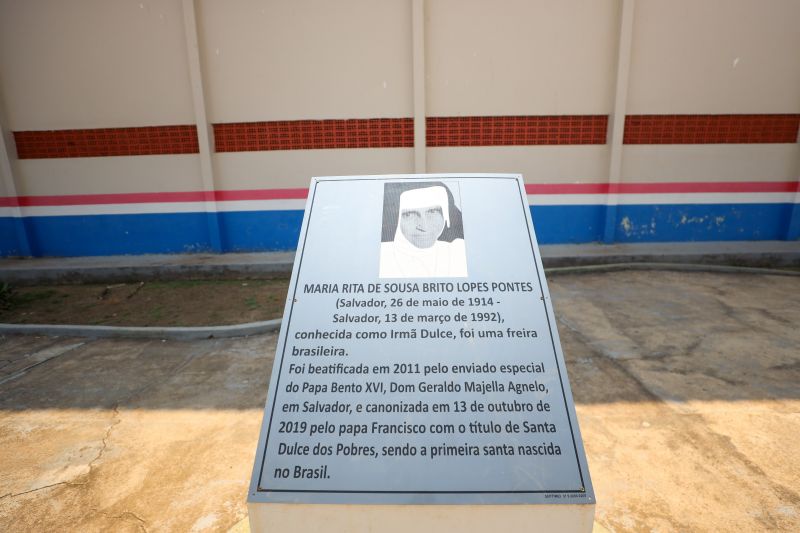 MARIA RITA DE SOUSA BRITO LOPES PONTES
(Salvador, 26 de maio de 1914 -
Salvador, 13 de março de 1992),
conhecida como Irmã Dulce, foi uma freira
brasileira.
Foi beatificada em 2011 pelo enviado especial
do Papa Bento XVI, Dom Geraldo Majella Agnelo,
em Salvador, e canonizada em 13 de outubro de
2019 pelo papa Francisco com o título de Santa
Dulce dos Pobres, sendo a primeira santa nascida
no Brasil.